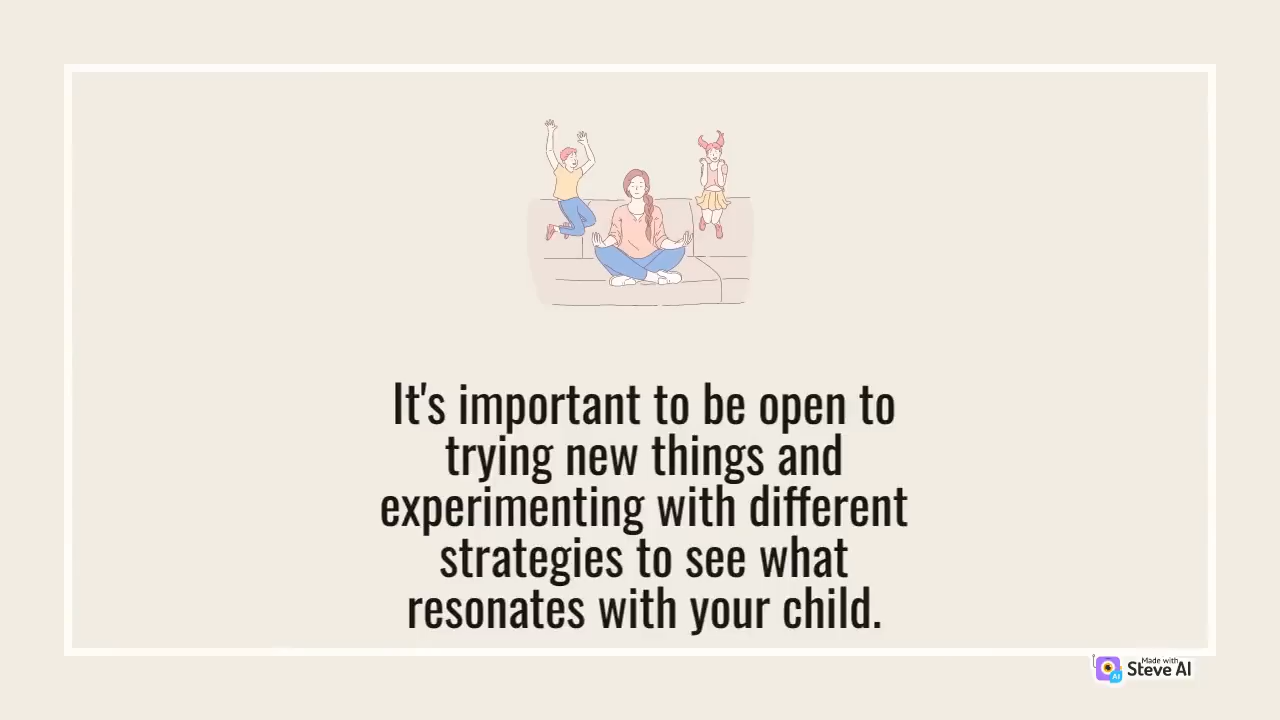 It's important to be open to
trying new things and
experimenting with different
strategies to see what
resonates with your child.
Made with
Steve AI
AI